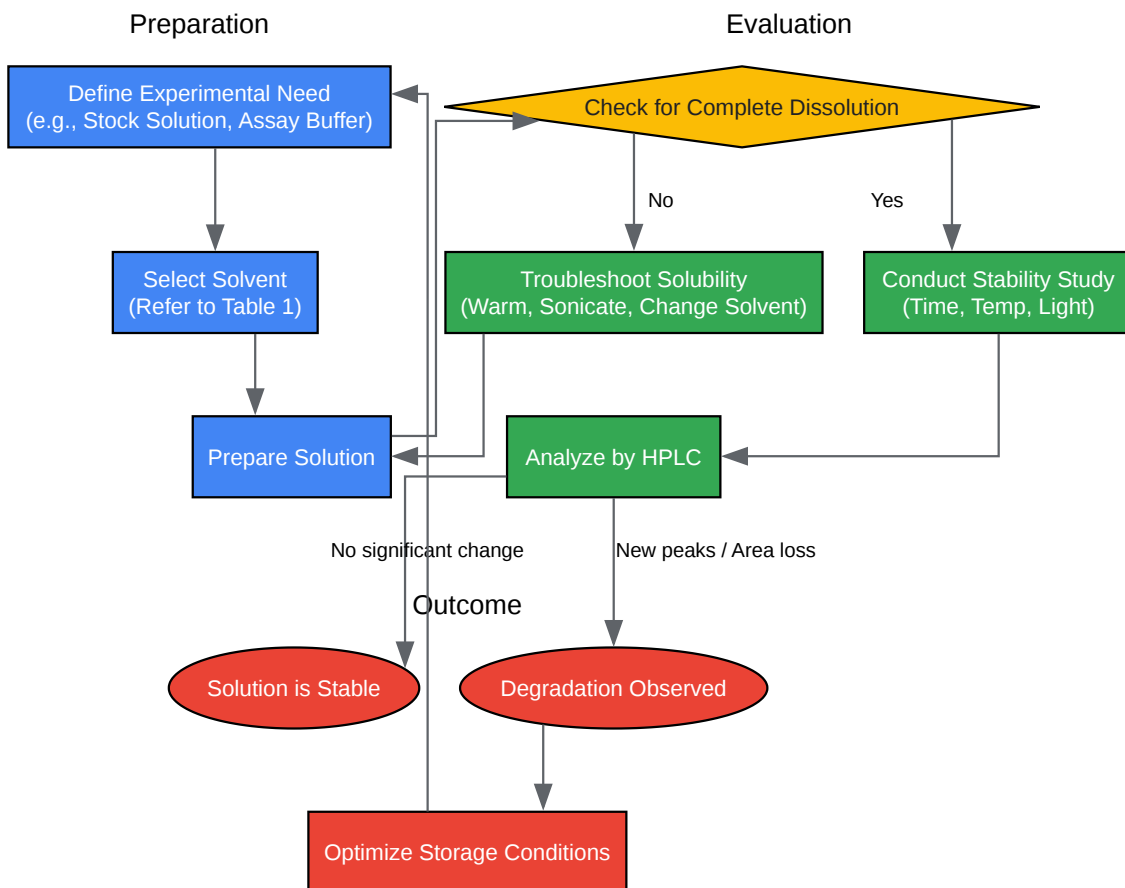 Preparation
Evaluation
Define Experimental Need
(e.g., Stock Solution, Assay Buffer)
Check for Complete Dissolution
No
Yes
Select Solvent
(Refer to Table 1)
Troubleshoot Solubility
(Warm, Sonicate, Change Solvent)
Conduct Stability Study
(Time, Temp, Light)
Prepare Solution
Analyze by HPLC
No significant change
New peaks / Area loss
Outcome
Solution is Stable
Degradation Observed
Optimize Storage Conditions